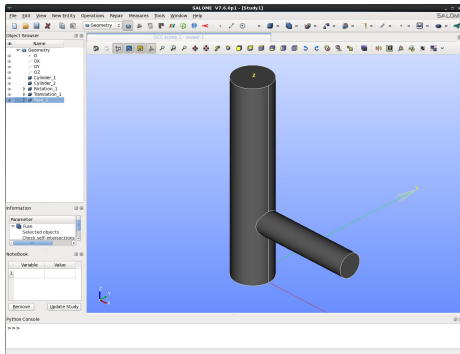 SALOME V7.6.0p1 - [Study1]
File Edit View New Entity Operations Repair Measures Tools Window Help
SALOME
Geometry
Object Browser
OCC scene:1 - viewer:1
Name
Geometry
O
OX
OY
OZ
Cylinder_1
Cylinder_2
Rotation_1
Translation_1
Fuse_1
Information
Parameter
Fuse
Selected objects
Check self-intersections
NoteBook
Variable Value
1
Remove Update Study
Python Console
>>>
Z